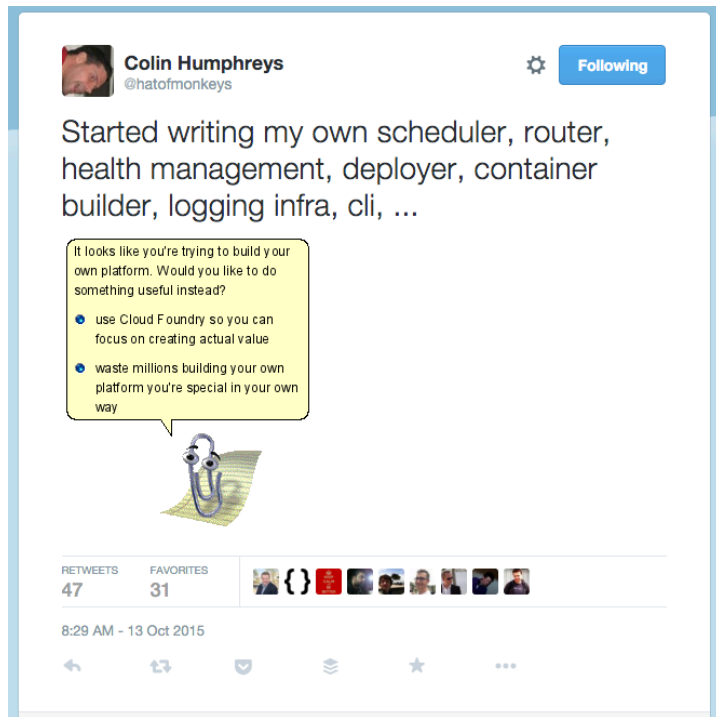 Colin Humphreys
@hatofmonkeys
Following
Started writing my own scheduler, router,
health management, deployer, container
builder, logging infra, cli, ...
It looks like you're trying to build your
own platform. Would you like to do
something useful instead?
use Cloud Foundry so you can
focus on creating actual value
waste millions building your own
platform you're special in your own
way
RETWEETS FAVORITES
47 31
8:29 AM - 13 Oct 2015